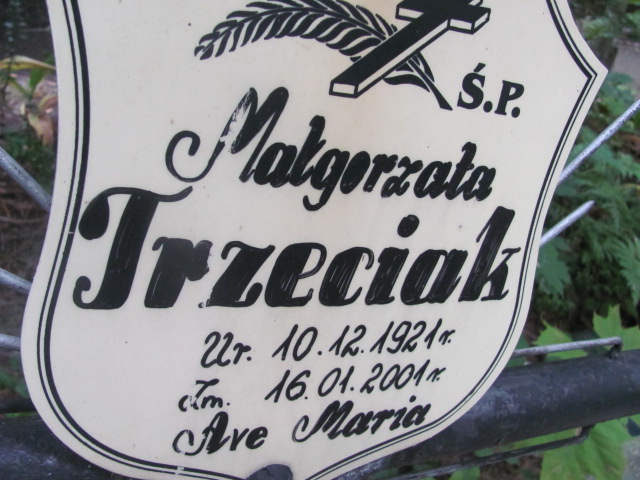 Ś.P.
Małgorzata
Trzeciak
Ur. 10.12.1921 r.
Zm. 16.01.2001 r.
Ave Maria